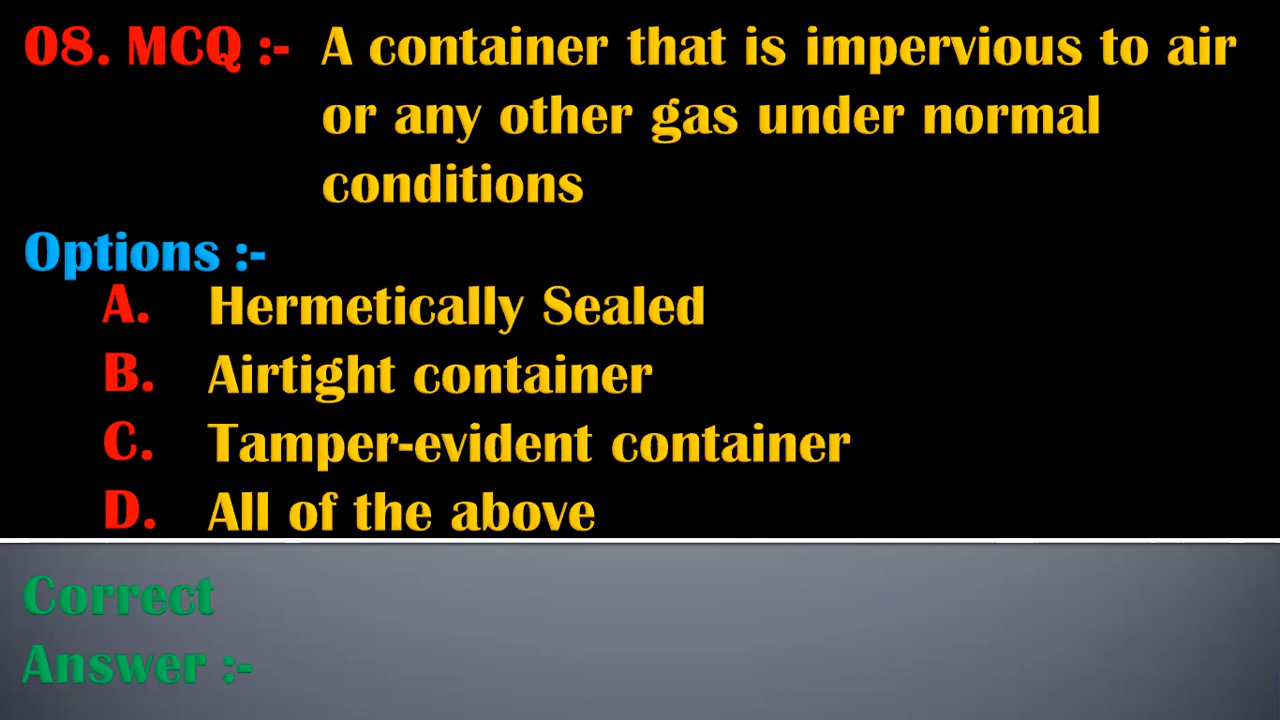 08. MCQ :- A container that is impervious to air
or any other gas under normal
conditions
Options :-
A. Hermetically Sealed
B. Airtight container
C. Tamper-evident container
D. All of the above
Correct
Answer :-